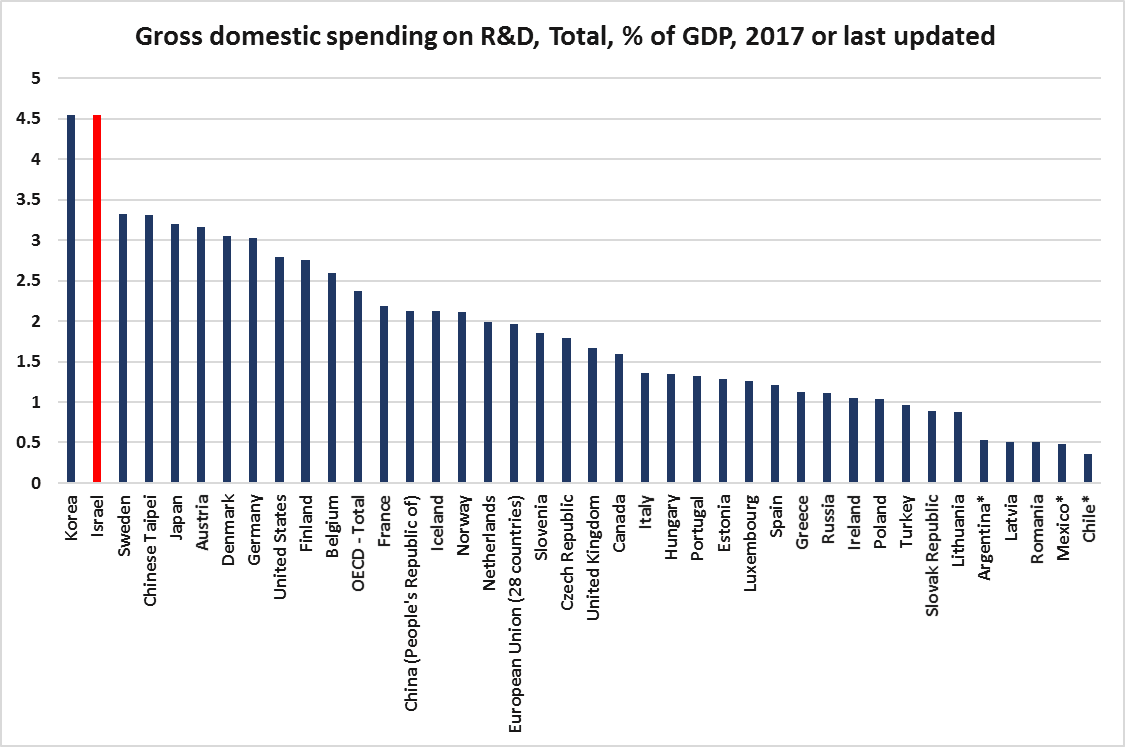 Gross domestic spending on R&D, Total, % of GDP, 2017 or last updated
5
4.5
4
3.5
3
2.5
2
1.5
1
0.5
0
Korea
Israel
Sweden
Chinese Taipei
Japan
Austria
Denmark
Germany
United States
Finland
Belgium
OECD - Total
France
China (People's Republic of)
Iceland
Norway
Netherlands
European Union (28 countries)
Slovenia
Czech Republic
United Kingdom
Canada
Italy
Hungary
Portugal
Estonia
Luxembourg
Spain
Greece
Russia
Ireland
Poland
Turkey
Slovak Republic
Lithuania
Argentina*
Latvia
Romania
Mexico*
Chile*